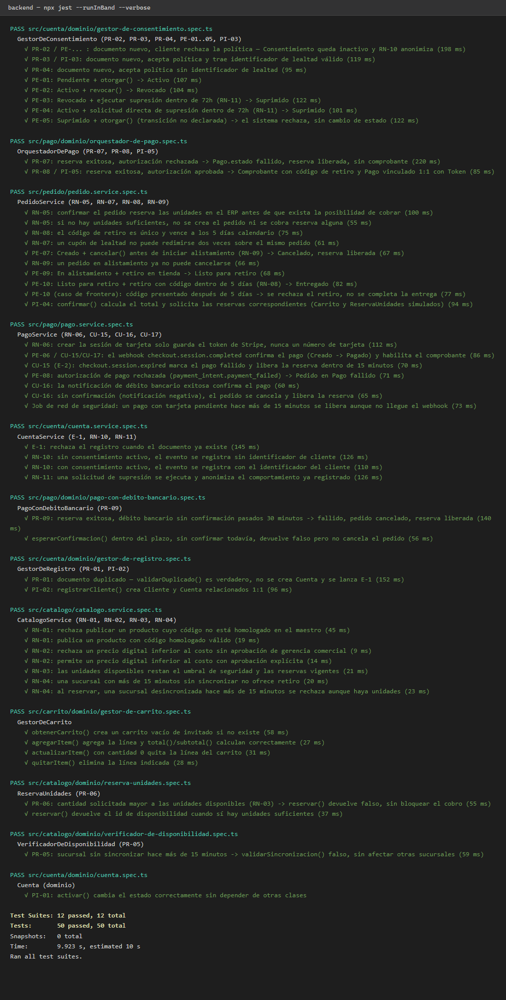 backend — npx jest --runInBand --verbose
PASS src/cuenta/dominio/gestor-de-consentimiento.spec.ts
GestorDeConsentimiento (PR-02, PR-03, PR-04, PE-01..05, PI-03)
√ PR-02 / PE-... : documento nuevo, cliente rechaza la política — Consentimiento queda inactivo y RN-10 anonimiza (198 ms)
√ PR-03 / PI-03: documento nuevo, acepta política y trae identificador de lealtad válido (119 ms)
√ PR-04: documento nuevo, acepta política sin identificador de lealtad (95 ms)
√ PE-01: Pendiente + otorgar() -> Activo (107 ms)
√ PE-02: Activo + revocar() -> Revocado (104 ms)
√ PE-03: Revocado + ejecutar supresión dentro de 72h (RN-11) -> Suprimido (122 ms)
√ PE-04: Activo + solicitud directa de supresión dentro de 72h (RN-11) -> Suprimido (101 ms)
√ PE-05: Suprimido + otorgar() (transición no declarada) -> el sistema rechaza, sin cambio de estado (122 ms)
PASS src/pago/dominio/orquestador-de-pago.spec.ts
OrquestadorDePago (PR-07, PR-08, PI-05)
√ PR-07: reserva exitosa, autorización rechazada -> Pago.estado fallido, reserva liberada, sin comprobante (220 ms)
√ PR-08 / PI-05: reserva exitosa, autorización aprobada -> Comprobante con código de retiro y Pago vinculado 1:1 con Token (85 ms)
PASS src/pedido/pedido.service.spec.ts
PedidoService (RN-05, RN-07, RN-08, RN-09)
√ RN-05: confirmar el pedido reserva las unidades en el ERP antes de que exista la posibilidad de cobrar (100 ms)
√ RN-05: si no hay unidades suficientes, no se crea el pedido ni se cobra reserva alguna (55 ms)
√ RN-08: el código de retiro es único y vence a los 5 días calendario (75 ms)
√ RN-07: un cupón de lealtad no puede redimirse dos veces sobre el mismo pedido (61 ms)
√ PE-07: Creado + cancelar() antes de iniciar alistamiento (RN-09) -> Cancelado, reserva liberada (67 ms)
√ RN-09: un pedido en alistamiento ya no puede cancelarse (66 ms)
√ PE-09: En alistamiento + retiro en tienda -> Listo para retiro (68 ms)
√ PE-10: Listo para retiro + retiro con código dentro de 5 días (RN-08) -> Entregado (82 ms)
√ PE-10 (caso de frontera): código presentado después de 5 días -> se rechaza el retiro, no se completa la entrega (77 ms)
√ PI-04: confirmar() calcula el total y solicita las reservas correspondientes (Carrito y ReservaUnidades simulados) (94 ms)
PASS src/pago/pago.service.spec.ts
PagoService (RN-06, CU-15, CU-16, CU-17)
√ RN-06: crear la sesión de tarjeta solo guarda el token de Stripe, nunca un número de tarjeta (112 ms)
√ PE-06 / CU-15/CU-17: el webhook checkout.session.completed confirma el pago (Creado -> Pagado) y habilita el comprobante (86 ms)
√ CU-15 (E-2): checkout.session.expired marca el pago fallido y libera la reserva dentro de 15 minutos (70 ms)
√ PE-08: autorización de pago rechazada (payment_intent.payment_failed) -> Pedido en Pago fallido (71 ms)
√ CU-16: la notificación de débito bancario exitosa confirma el pago (60 ms)
√ CU-16: sin confirmación (notificación negativa), el pedido se cancela y libera la reserva (65 ms)
√ Job de red de seguridad: un pago con tarjeta pendiente hace más de 15 minutos se libera aunque no llegue el webhook (73 ms)
PASS src/cuenta/cuenta.service.spec.ts
CuentaService (E-1, RN-10, RN-11)
√ E-1: rechaza el registro cuando el documento ya existe (145 ms)
√ RN-10: sin consentimiento activo, el evento se registra sin identificador de cliente (126 ms)
√ RN-10: con consentimiento activo, el evento se registra con el identificador del cliente (110 ms)
√ RN-11: una solicitud de supresión se ejecuta y anonimiza el comportamiento ya registrado (126 ms)
PASS src/pago/dominio/pago-con-debito-bancario.spec.ts
PagoConDebitoBancario (PR-09)
√ PR-09: reserva exitosa, débito bancario sin confirmación pasados 30 minutos -> fallido, pedido cancelado, reserva liberada (140
ms)
√ esperarConfirmacion() dentro del plazo, sin confirmar todavía, devuelve falso pero no cancela el pedido (56 ms)
PASS src/cuenta/dominio/gestor-de-registro.spec.ts
GestorDeRegistro (PR-01, PI-02)
√ PR-01: documento duplicado — validarDuplicado() es verdadero, no se crea Cuenta y se lanza E-1 (152 ms)
√ PI-02: registrarCliente() crea Cliente y Cuenta relacionados 1:1 (96 ms)
PASS src/catalogo/catalogo.service.spec.ts
CatalogoService (RN-01, RN-02, RN-03, RN-04)
√ RN-01: rechaza publicar un producto cuyo código no está homologado en el maestro (45 ms)
√ RN-01: publica un producto con código homologado válido (19 ms)
√ RN-02: rechaza un precio digital inferior al costo sin aprobación de gerencia comercial (9 ms)
√ RN-02: permite un precio digital inferior al costo con aprobación explícita (14 ms)
√ RN-03: las unidades disponibles restan el umbral de seguridad y las reservas vigentes (21 ms)
√ RN-04: una sucursal con más de 15 minutos sin sincronizar no ofrece retiro (20 ms)
√ RN-04: al reservar, una sucursal desincronizada hace más de 15 minutos se rechaza aunque haya unidades (23 ms)
PASS src/carrito/dominio/gestor-de-carrito.spec.ts
GestorDeCarrito
√ obtenerCarrito() crea un carrito vacío de invitado si no existe (58 ms)
√ agregarItem() agrega la línea y total()/subtotal() calculan correctamente (27 ms)
√ actualizarItem() con cantidad 0 quita la línea del carrito (31 ms)
√ quitarItem() elimina la línea indicada (28 ms)
PASS src/catalogo/dominio/reserva-unidades.spec.ts
ReservaUnidades (PR-06)
√ PR-06: cantidad solicitada mayor a las unidades disponibles (RN-03) -> reservar() devuelve falso, sin bloquear el cobro (55 ms)
√ reservar() devuelve el id de disponibilidad cuando sí hay unidades suficientes (37 ms)
PASS src/catalogo/dominio/verificador-de-disponibilidad.spec.ts
VerificadorDeDisponibilidad (PR-05)
√ PR-05: sucursal sin sincronizar hace más de 15 minutos -> validarSincronizacion() falso, sin afectar otras sucursales (59 ms)
PASS src/cuenta/dominio/cuenta.spec.ts
Cuenta (dominio)
√ PI-01: activar() cambia el estado correctamente sin depender de otras clases
Test Suites: 12 passed, 12 total
Tests: 50 passed, 50 total
Snapshots: 0 total
Time: 9.923 s, estimated 10 s
Ran all test suites.